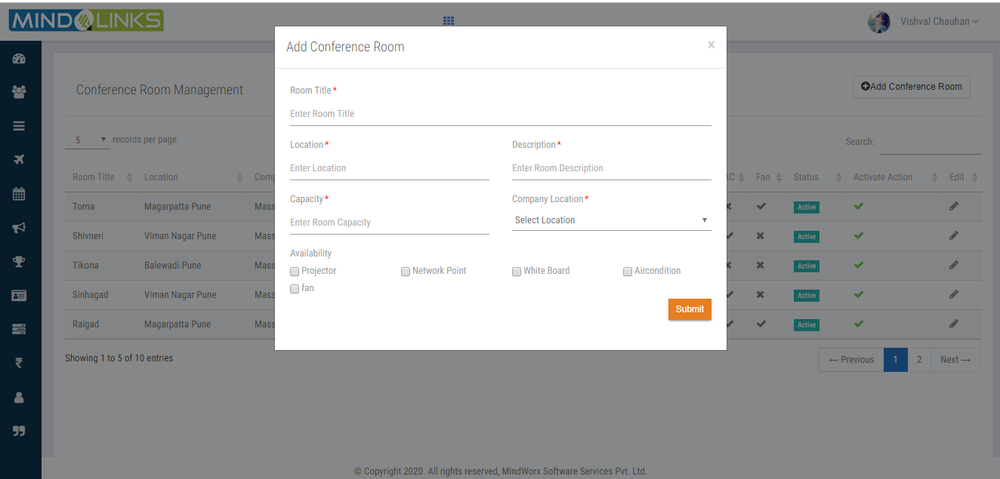 MINDLINKS
Vishval Chauhan
Add Conference Room
×
Conference Room Management
Add Conference Room
Room Title*
Enter Room Title
5 records per page
Search:
Location* Description*
Enter Location Enter Room Description
Room Title Location Comp AC Fan Status Activate Action Edit
Capacity* Company Location*
Enter Room Capacity Select Location
Torna Magarpatta Pune Mass Active
Shivneri Viman Nagar Pune Mass Active
Tikona Balewadi Pune Mass Active
Sinhagad Viman Nagar Pune Mass Active
Raigad Magarpatta Pune Mass Active
Availability
Projector Network Point White Board Aircondition
fan
Submit
Showing 1 to 5 of 10 entries
← Previous 1 2 Next →
© Copyright 2020. All rights reserved, MindWorx Software Services Pvt. Ltd.